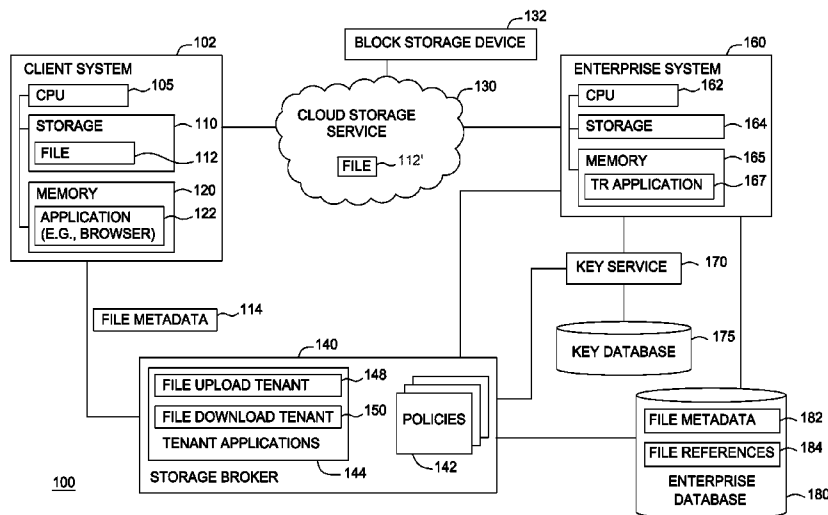 132
BLOCK STORAGE DEVICE
102
CLIENT SYSTEM
CPU
105
STORAGE
110
FILE
112
MEMORY
120
APPLICATION
(E.G., BROWSER)
122
130
CLOUD STORAGE
SERVICE
FILE
112'
160
ENTERPRISE SYSTEM
CPU
162
STORAGE
164
MEMORY
165
TR APPLICATION
167
KEY SERVICE
170
FILE METADATA
114
KEY DATABASE
175
140
FILE UPLOAD TENANT
148
FILE DOWNLOAD TENANT
150
TENANT APPLICATIONS
144
POLICIES
142
STORAGE BROKER
FILE METADATA
182
FILE REFERENCES
184
ENTERPRISE
DATABASE
180
100